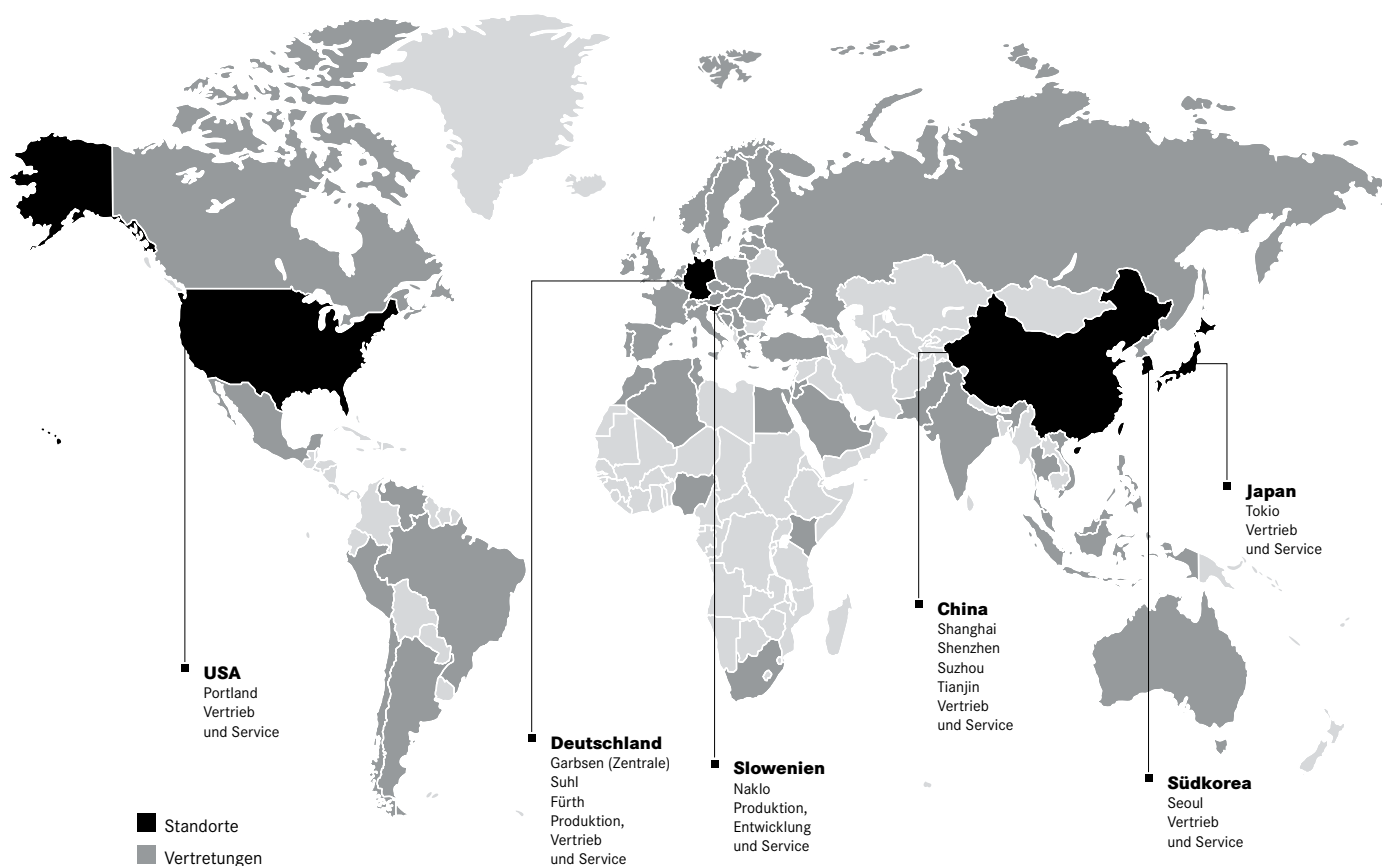 Japan
Tokio
Vertrieb
und Service
China
Shanghai
Shenzhen
Suzhou
Tianjin
Vertrieb
und Service
USA
Portland
Vertrieb
und Service
Deutschland
Garbsen (Zentrale)
Suhl
Fürth
Produktion,
Vertrieb
und Service
Slowenien
Naklo
Produktion,
Entwicklung
und Service
Südkorea
Seoul
Vertrieb
und Service
Standorte
Vertretungen